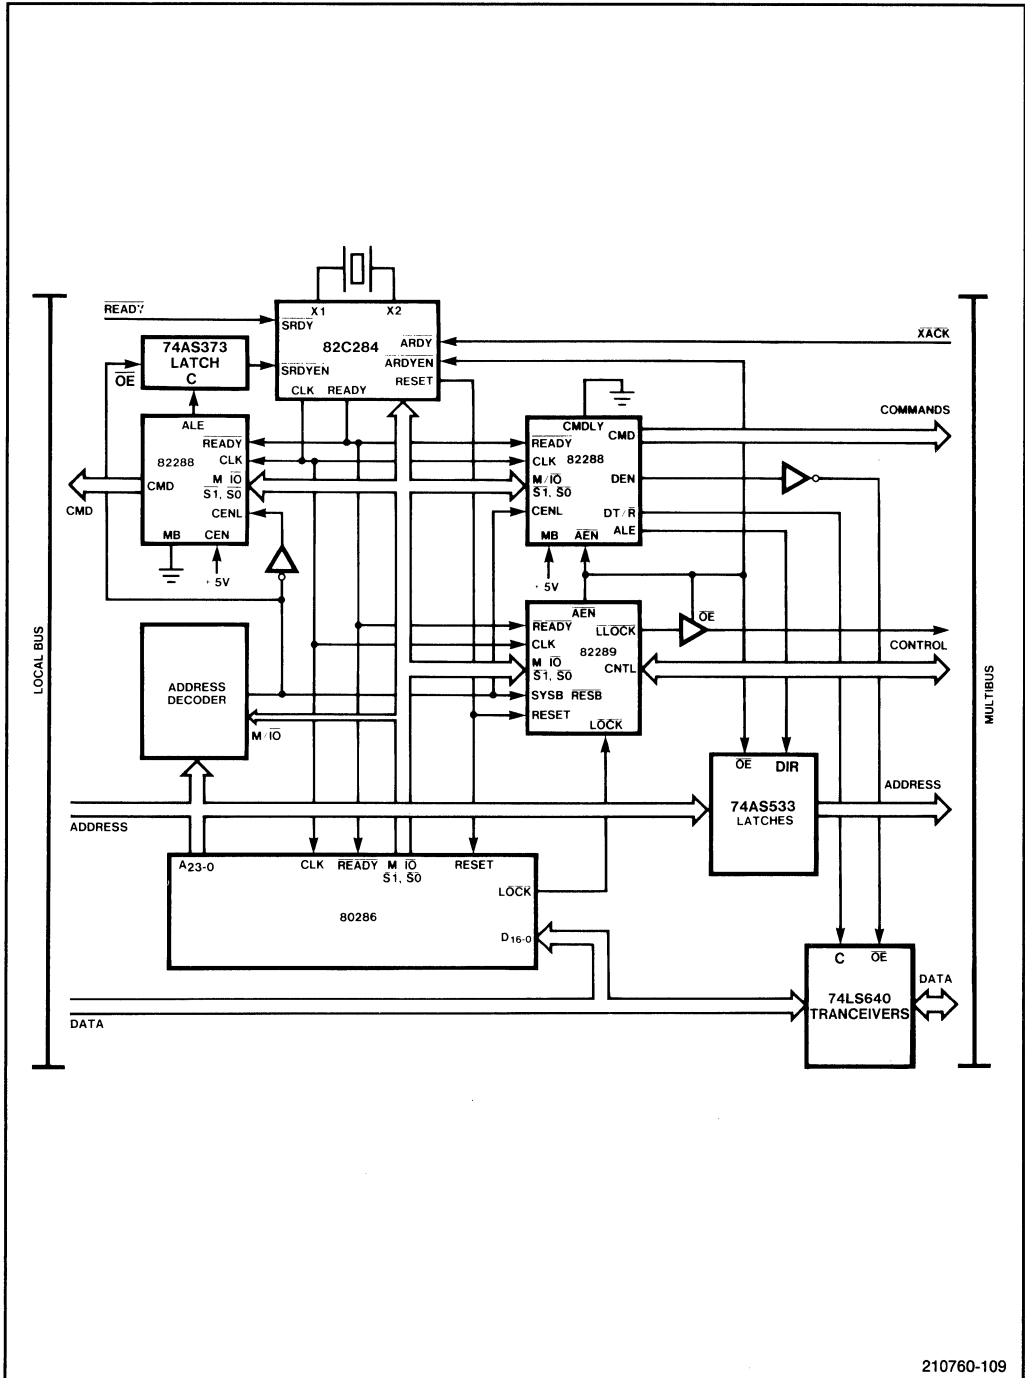 X1 X2
READY
SRDY
82C284
ARDY
XACK
ARDYEN
74AS373
LATCH
C
OE
SRDYEN
RESET
CLK READY
ALE
READY
82288
CLK
M IO
S1, S0
CMD
CMD
CENL
MB CEN
+ 5V
CMDLY
READY
CMD
COMMANDS
CLK
82288
M/IO
S1, S0
DEN
CENL
DT/R
ALE
MB AEN
+ 5V
AEN
READY
LLOCK
OE
CLK
82289
CONTROL
M IO
S1, S0
CNTL
SYSB RESB
RESET
LOCK
ADDRESS
DECODER
M/IO
LOCAL BUS
MULTIBUS
OE DIR
74AS533
LATCHES
ADDRESS
ADDRESS
A23-0
CLK READY M IO
S1, S0
RESET
LOCK
80286
D16-0
C OE
74LS640
TRANCEIVERS
DATA
DATA
210760-109